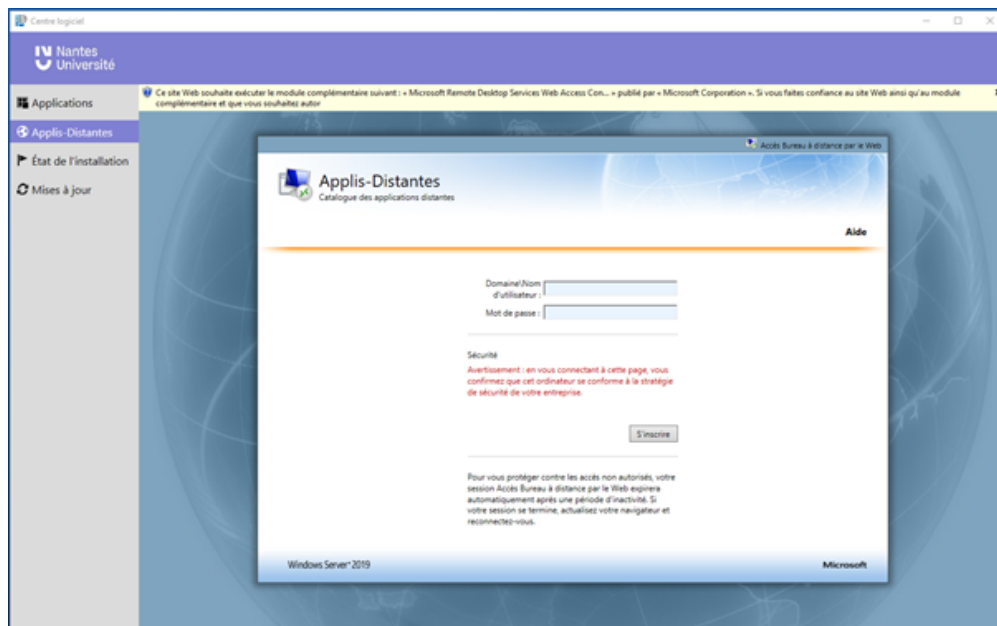 Centre logiciel
Nantes
Université
Applications
Applis-Distantes
État de l'installation
Mises à jour
Ce site Web souhaite exécuter le module complémentaire suivant : « Microsoft Remote Desktop Services Web Access Con... » publié par « Microsoft Corporation ». Si vous faites confiance au site Web ainsi qu'au module
complémentaire et que vous souhaitez autor
Accès Bureau à distance par le Web
Applis-Distantes
Catalogue des applications distantes
Aide
Domaine\Nom
d'utilisateur :
Mot de passe :
Sécurité
Avertissement : en vous connectant à cette page, vous
confirmez que cet ordinateur se conforme à la stratégie
de sécurité de votre entreprise.
S'inscrire
Pour vous protéger contre les accès non autorisés, votre
session Accès Bureau à distance par le Web expirera
automatiquement après une période d'inactivité. Si
votre session se termine, actualisez votre navigateur et
reconnectez-vous.
Windows Server® 2019
Microsoft